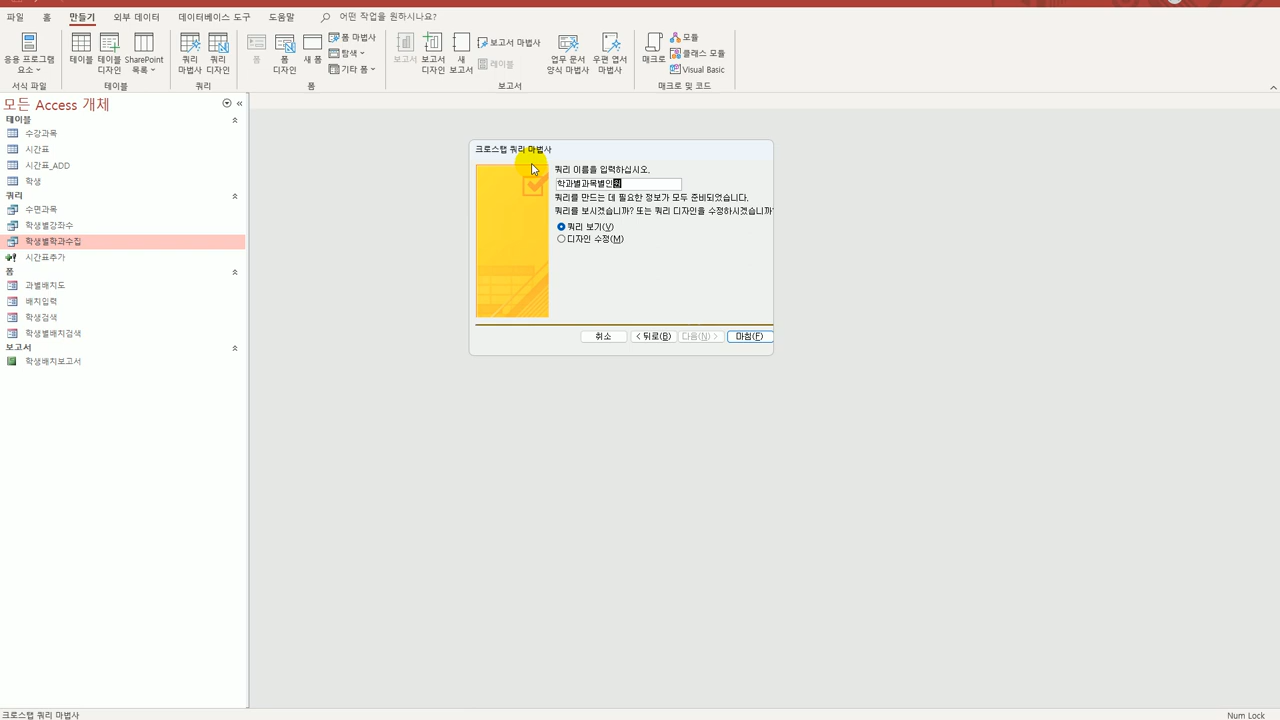 파일 홈 만들기 외부 데이터 데이터베이스 도구 도움말 어떤 작업을 원하시나요?
응용 프로그램 요소
테이블
테이블 디자인
SharePoint 목록
쿼리 마법사
쿼리 디자인
폼
폼 디자인
새 폼
폼 마법사
탐색
기타 폼
보고서
보고서 디자인
새 보고서
보고서 마법사
레이블
업무 문서 양식 마법사
우편 엽서 마법사
매크로
모듈
클래스 모듈
Visual Basic
서식 파일 테이블 쿼리 폼 보고서 매크로 및 코드
모든 Access 개체
테이블
수강과목
시간표
시간표_ADD
학생
쿼리
수면과목
학생별강좌수
학생별학과수집
시간표추가
폼
과별배치도
배치입력
학생검색
학생별배치검색
보고서
학생배치보고서
크로스탭 쿼리 마법사
쿼리 이름을 입력하십시오.
쿼리를 만드는 데 필요한 정보가 모두 준비되었습니다.
쿼리를 보시겠습니까? 또는 쿼리 디자인을 수정하시겠습니까?
쿼리 보기(V)
디자인 수정(M)
취소 < 뒤로(B) 다음(N) > 마침(F)
크로스탭 쿼리 마법사 Num Lock